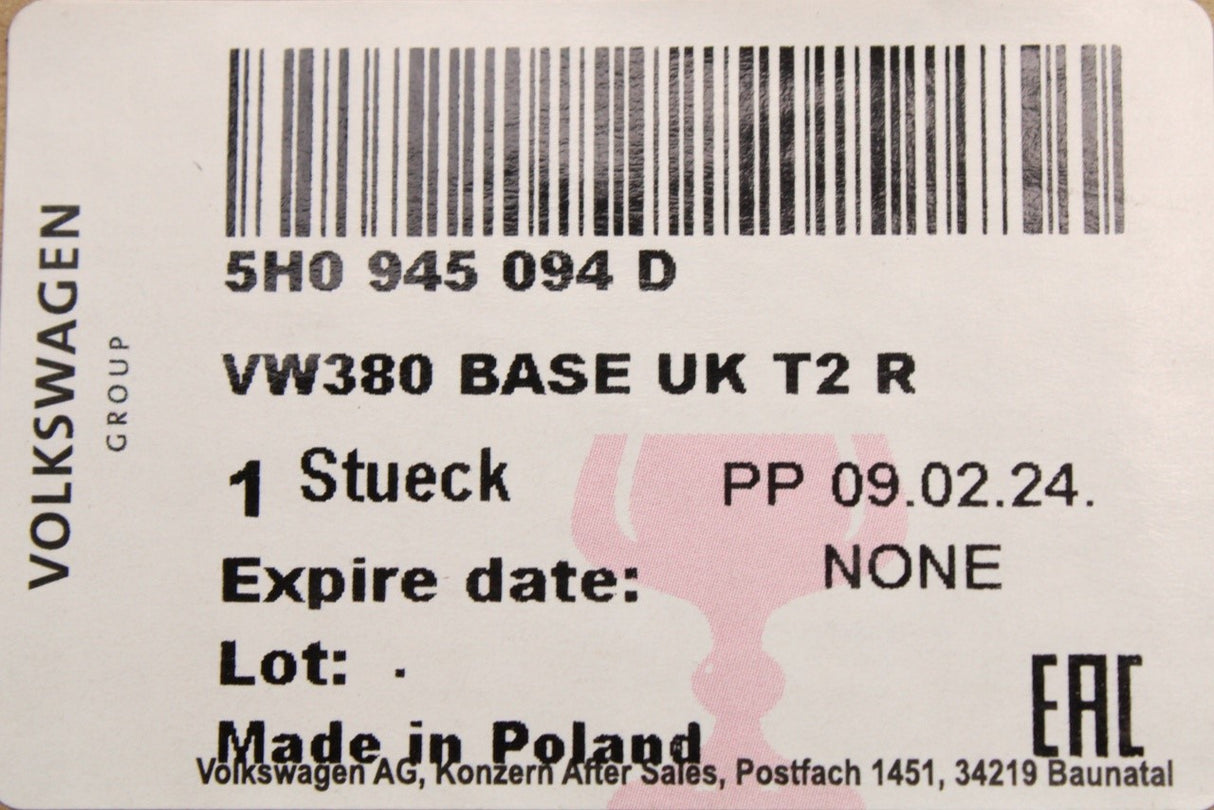 VOLKSWAGEN
GROUP
5H0 945 094 D
VW380 BASE UK T2 R
1 Stueck PP 09.02.24.
Expire date: NONE
Lot: .
EAC
Made in Poland
Volkswagen AG, Konzern After Sales, Postfach 1451, 34219 Baunatal